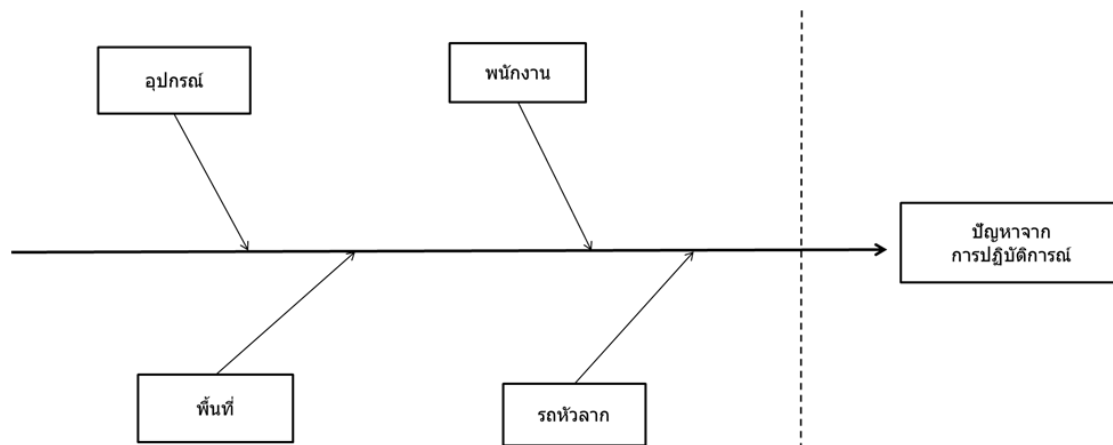 อุปกรณ์
พนักงาน
ปัญหาจาก
การปฏิบัติการณ์
พื้นที่
รถหัวลาก